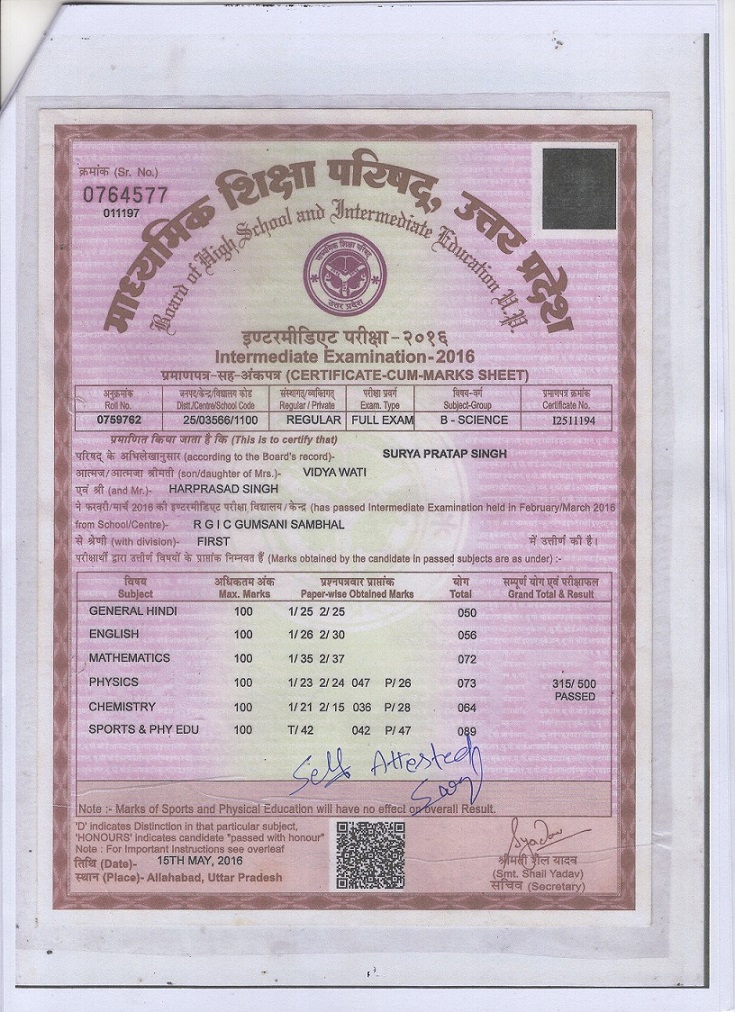 क्रमांक (Sr. No.)
0764577
011197
माध्यमिक शिक्षा परिषद्, उत्तर प्रदेश
Board of High School and Intermediate Education U.P.
माध्यमिक शिक्षा परिषद
उत्तर प्रदेश
इण्टरमीडिएट परीक्षा-२०१६
Intermediate Examination-2016
प्रमाणपत्र-सह-अंकपत्र (CERTIFICATE-CUM-MARKS SHEET)
अनुक्रमांक जनपद/केन्द्र/विद्यालय कोड संस्थागत/व्यक्तिगत परीक्षा प्रवर्ग विषय-वर्ग प्रमाणपत्र क्रमांक
Roll No. Dist./Centre/School Code Regular / Private Exam. Type Subject-Group Certificate No.
0759762 25/03566/1100 REGULAR FULL EXAM B - SCIENCE I2511194
प्रमाणित किया जाता है कि (This is to certify that)
परिषद् के अभिलेखानुसार (according to the Board's record)- SURYA PRATAP SINGH
आत्मज/आत्मजा श्रीमती (son/daughter of Mrs.)- VIDYA WATI
एवं श्री (and Mr.)- HARPRASAD SINGH
ने फरवरी/मार्च 2016 की इण्टरमीडिएट परीक्षा विद्यालय/केन्द्र (has passed Intermediate Examination held in February/March 2016
from School/Centre)- R G I C GUMSANI SAMBHAL
से श्रेणी (with division)- FIRST में उत्तीर्ण की है।
परीक्षार्थी द्वारा उत्तीर्ण विषयों के प्राप्तांक निम्नवत हैं (Marks obtained by the candidate in passed subjects are as under) :-
विषय अधिकतम अंक प्रश्नपत्रवार प्राप्तांक योग सम्पूर्ण योग एवं परीक्षाफल
Subject Max. Marks Paper-wise Obtained Marks Total Grand Total & Result
GENERAL HINDI 100 1/ 25 2/ 25 050
ENGLISH 100 1/ 26 2/ 30 056
MATHEMATICS 100 1/ 35 2/ 37 072
PHYSICS 100 1/ 23 2/ 24 047 P/ 26 073 315/ 500
PASSED
CHEMISTRY 100 1/ 21 2/ 15 036 P/ 28 064
SPORTS & PHY EDU 100 T/ 42 042 P/ 47 089
Self Attested
Note :- Marks of Sports and Physical Education will have no effect on overall Result.
'D' indicates Distinction in that particular subject,
'HONOURS' indicates candidate "passed with honour"
Note : For Important Instructions see overleaf
तिथि (Date)- 15TH MAY, 2016
स्थान (Place)- Allahabad, Uttar Pradesh
Syadav
श्रीमती शैल यादव
(Smt. Shail Yadav)
सचिव (Secretary)